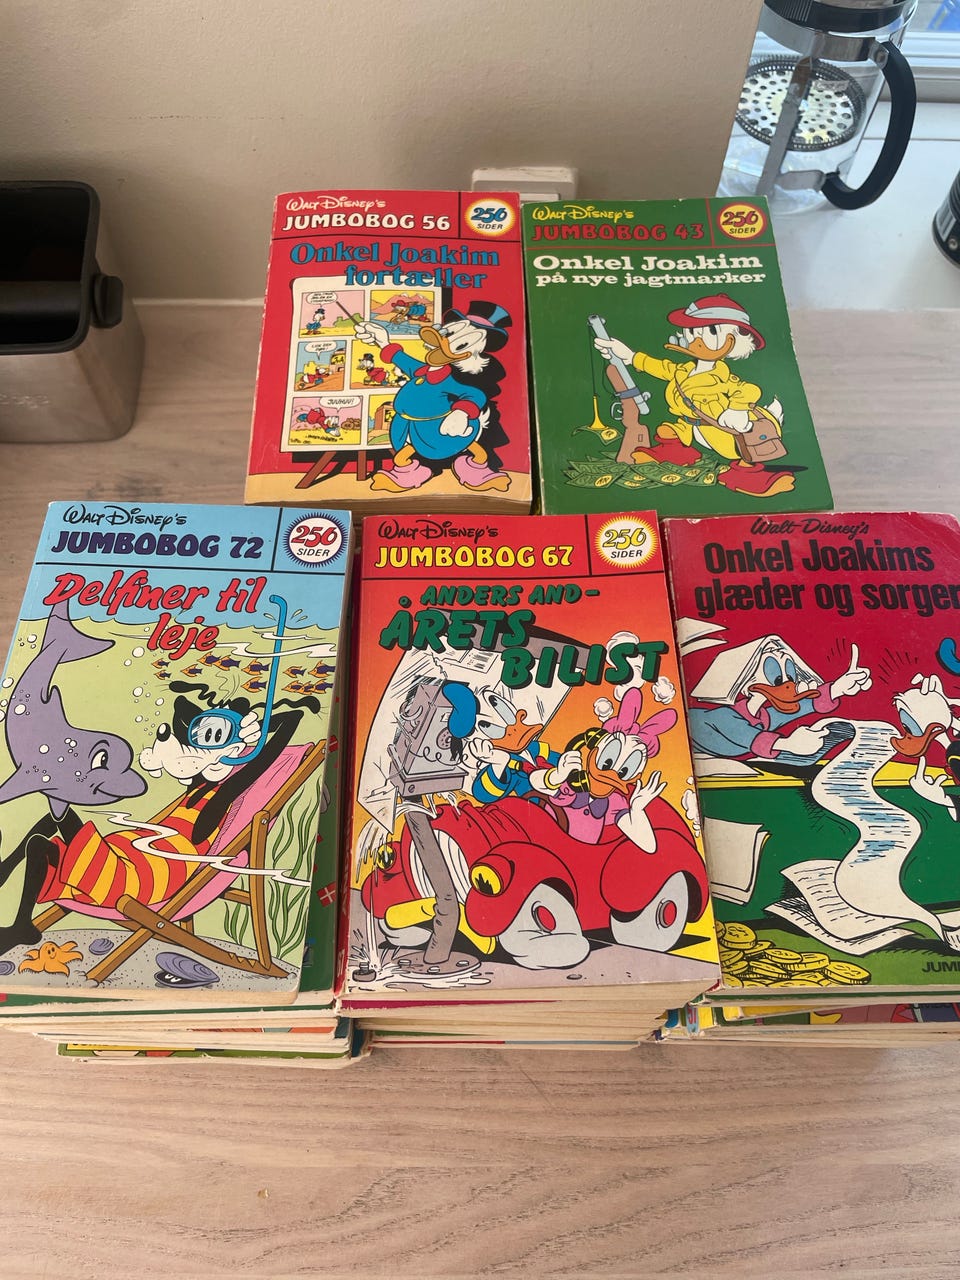 Walt Disney's
JUMBOBOG 56
256
SIDER
Onkel Joakim
fortæller
JUUHUU!
Walt Disney's
JUMBOBOG 43
256
SIDER
Onkel Joakim
på nye jagtmarker
Walt Disney's
JUMBOBOG 72
256
SIDER
Delfiner til
leje
Walt Disney's
JUMBOBOG 67
256
SIDER
ANDERS AND-
ÅRETS
BILIST
Walt Disney's
Onkel Joakims
glæder og sorger
JUM